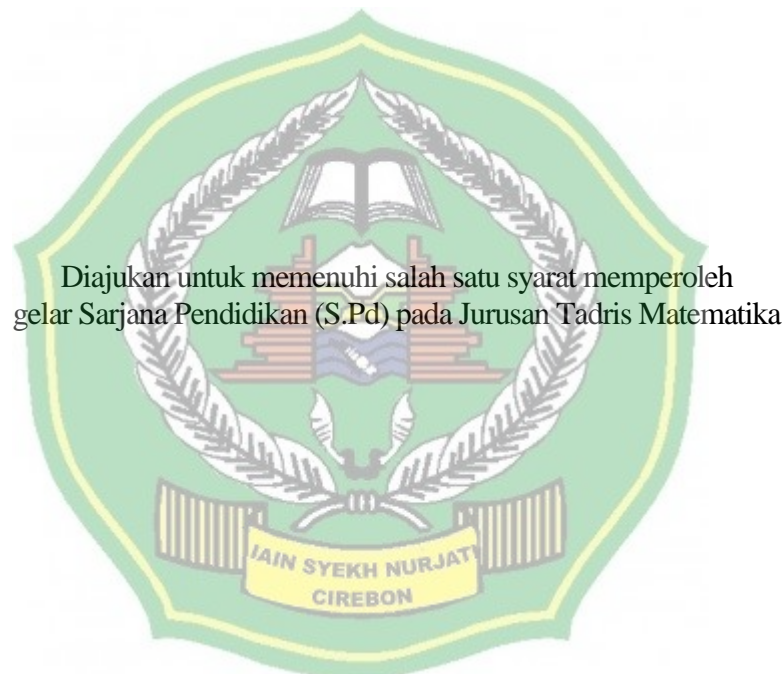 Diajukan untuk memenuhi salah satu syarat memperoleh
gelar Sarjana Pendidikan (S.Pd) pada Jurusan Tadris Matematika
IAIN SYEKH NURJATI
CIREBON